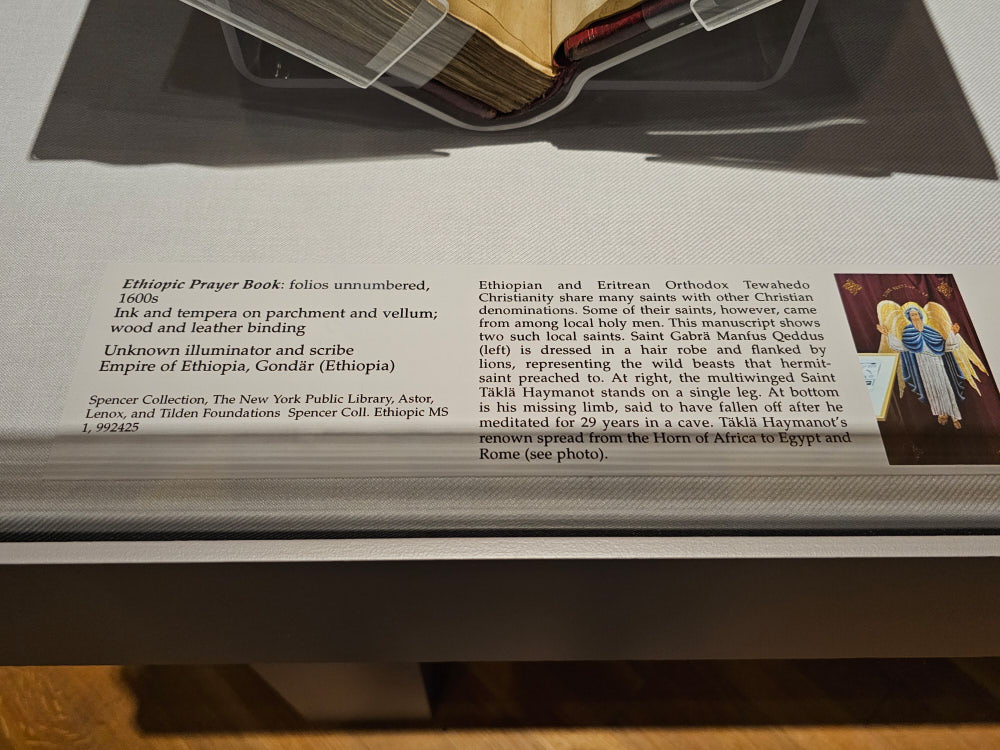 Ethiopic Prayer Book: folios unnumbered,
1600s
Ink and tempera on parchment and vellum;
wood and leather binding
Unknown illuminator and scribe
Empire of Ethiopia, Gondär (Ethiopia)
Spencer Collection, The New York Public Library, Astor,
Lenox, and Tilden Foundations Spencer Coll. Ethiopic MS
1, 992425
Ethiopian and Eritrean Orthodox Tewahedo
Christianity share many saints with other Christian
denominations. Some of their saints, however, came
from among local holy men. This manuscript shows
two such local saints. Saint Gabrä Manfus Qeddus
(left) is dressed in a hair robe and flanked by
lions, representing the wild beasts that hermit-
saint preached to. At right, the multiwinged Saint
Täklä Haymanot stands on a single leg. At bottom
is his missing limb, said to have fallen off after he
meditated for 29 years in a cave. Täklä Haymanot's
renown spread from the Horn of Africa to Egypt and
Rome (see photo).